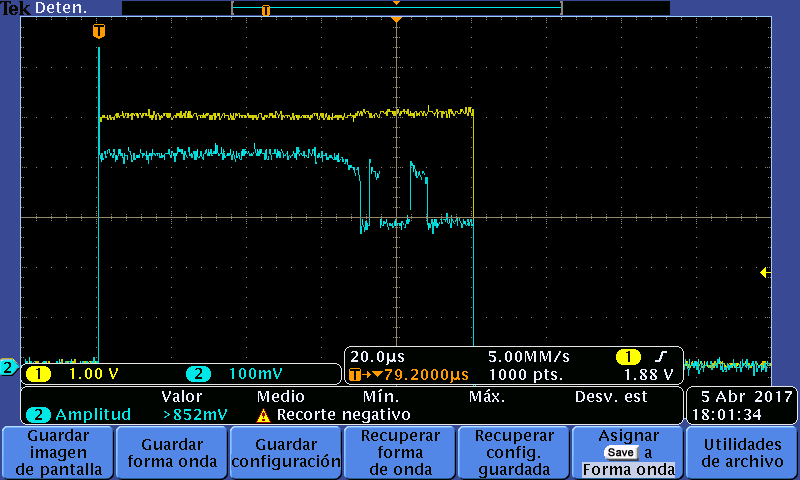 Tek Deten.
T
T
2
20.0µs 5.00MM/s 1
T→▼79.2000µs 1000 pts. 1.88 V
1 1.00 V 2 100mV
Valor Medio Mín. Máx. Desv. est
2 Amplitud >852mV Recorte negativo
5 Abr 2017
18:01:34
Guardar
imagen
de pantalla
Guardar
forma onda
Guardar
configuración
Recuperar
forma
de onda
Recuperar
config.
guardada
Asignar
Save a
Forma onda
Utilidades
de archivo